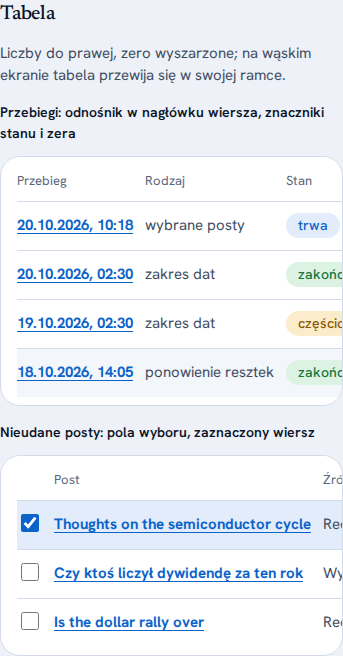 Tabela
Liczby do prawej, zero wyszarzone; na wąskim
ekranie tabela przewija się w swojej ramce.
Przebiegi: odnośnik w nagłówku wiersza, znaczniki
stanu i zera
Przebieg Rodzaj Stan
20.10.2026, 10:18 wybrane posty trwa
20.10.2026, 02:30 zakres dat
19.10.2026, 02:30 zakres dat
18.10.2026, 14:05 ponowienie resztek
Nieudane posty: pola wyboru, zaznaczony wiersz
Post
Thoughts on the semiconductor cycle
Czy ktoś liczył dywidendę za ten rok
Is the dollar rally over